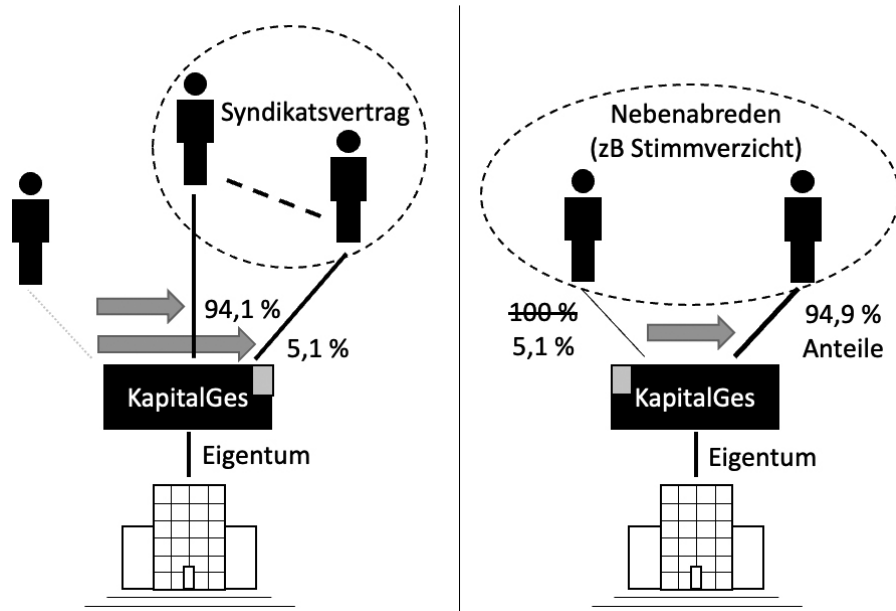 Syndikatsvertrag
94,1 %
5,1 %
KapitalGes
Eigentum
Nebenabreden
(zB Stimmverzicht)
100 %
5,1 %
94,9 %
Anteile
KapitalGes
Eigentum